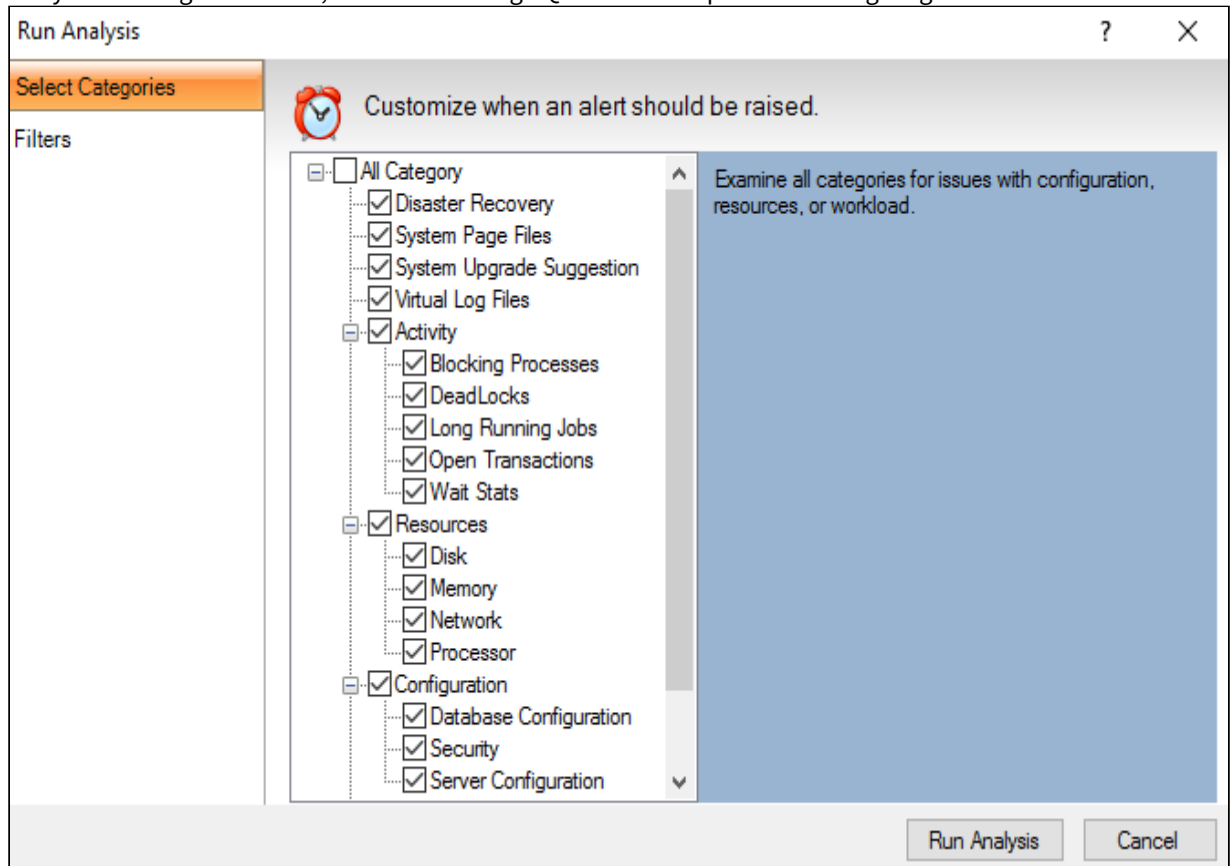 Run Analysis
?
Select Categories
Filters
Customize when an alert should be raised.
All Category
Disaster Recovery
System Page Files
System Upgrade Suggestion
Virtual Log Files
Activity
Blocking Processes
DeadLocks
Long Running Jobs
Open Transactions
Wait Stats
Resources
Disk
Memory
Network
Processor
Configuration
Database Configuration
Security
Server Configuration
Examine all categories for issues with configuration,
resources, or workload.
Run Analysis
Cancel